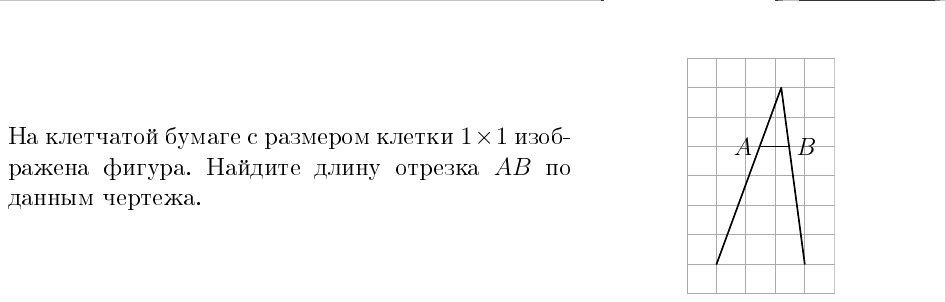 На клетчатой бумаге с размером клетки 1×1 изоб-
ражена фигура. Найдите длину отрезка AB по
данным чертежа.
A B